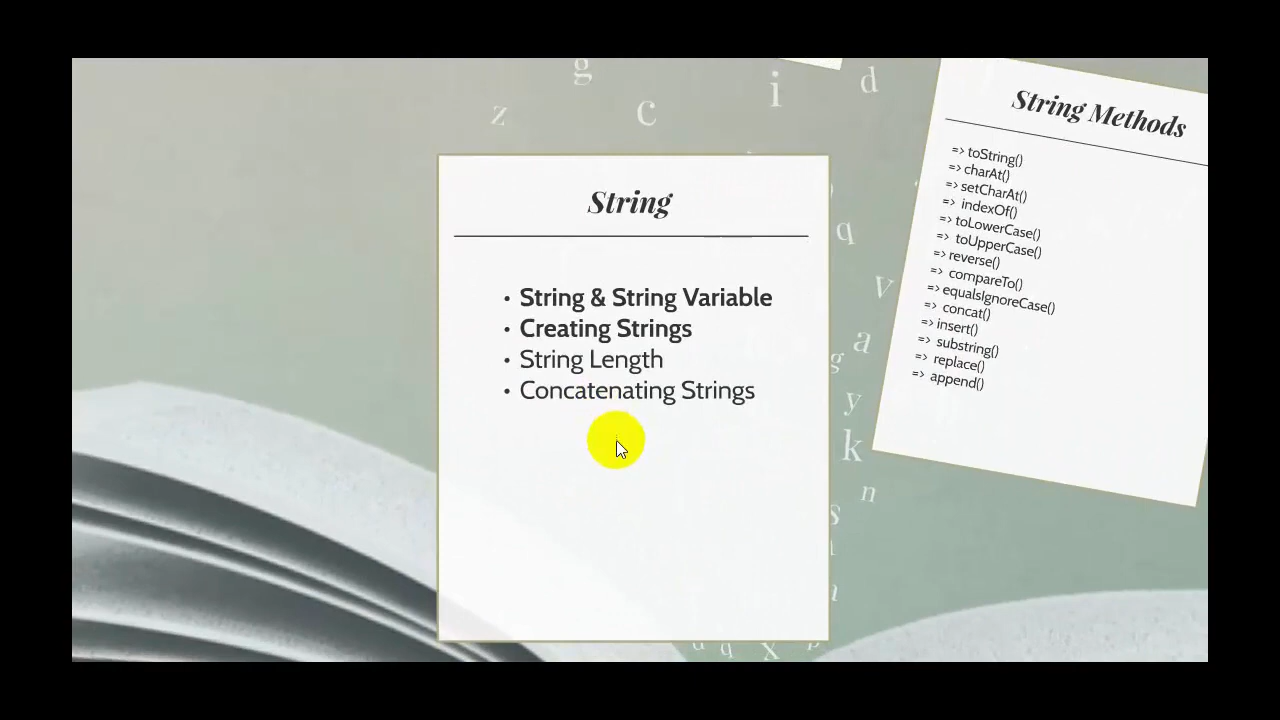 String
• String & String Variable
• Creating Strings
• String Length
• Concatenating Strings
String Methods
=> toString()
=> charAt()
=> setCharAt()
=> indexOf()
=> toLowerCase()
=> toUpperCase()
=> reverse()
=> compareTo()
=> equalsIgnoreCase()
=> concat()
=> insert()
=> substring()
=> replace()
=> append()
g
z
c
i
d
q
v
a
g
y
k
n
s
q
x